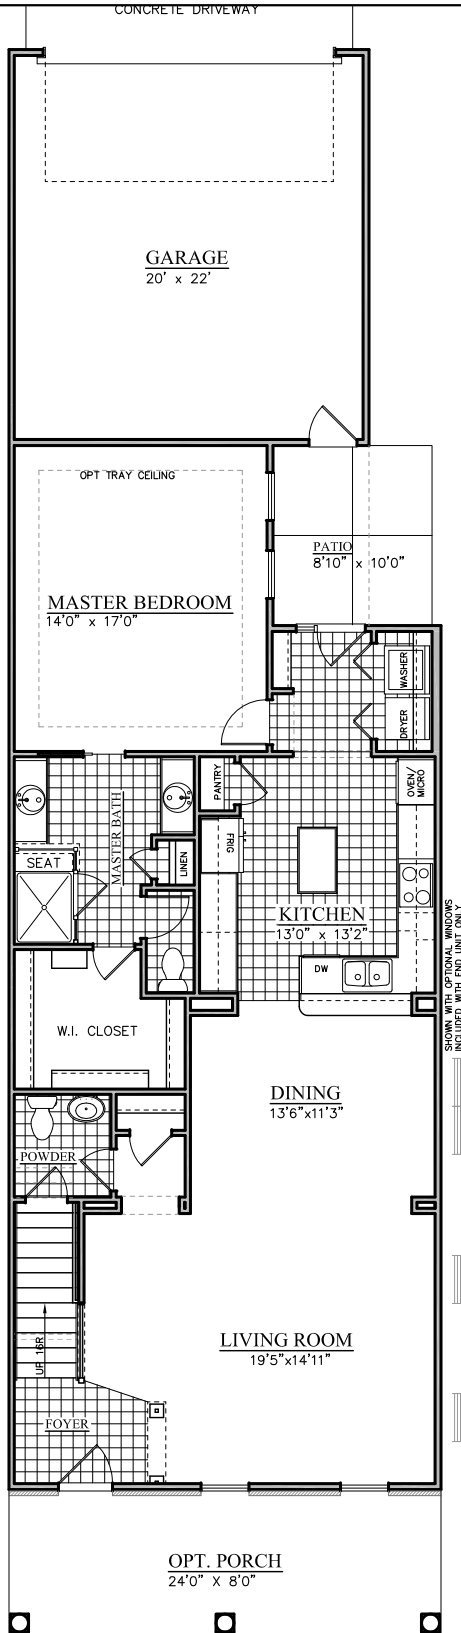 CONCRETE DRIVEWAY
GARAGE
20' x 22'
OPT TRAY CEILING
PATIO
8'10" x 10'0"
MASTER BEDROOM
14'0" x 17'0"
WASHER
DRYER
PANTRY
OVEN/
MICRO
MASTER BATH
LINEN
FRIG
SEAT
KITCHEN
13'0" x 13'2"
DW
SHOWN WITH OPTIONAL WINDOWS
INCLUDED WITH END UNIT ONLY
W.I. CLOSET
DINING
13'6"x11'3"
POWDER
LIVING ROOM
19'5"x14'11"
UP 16R
FOYER
OPT. PORCH
24'0" X 8'0"